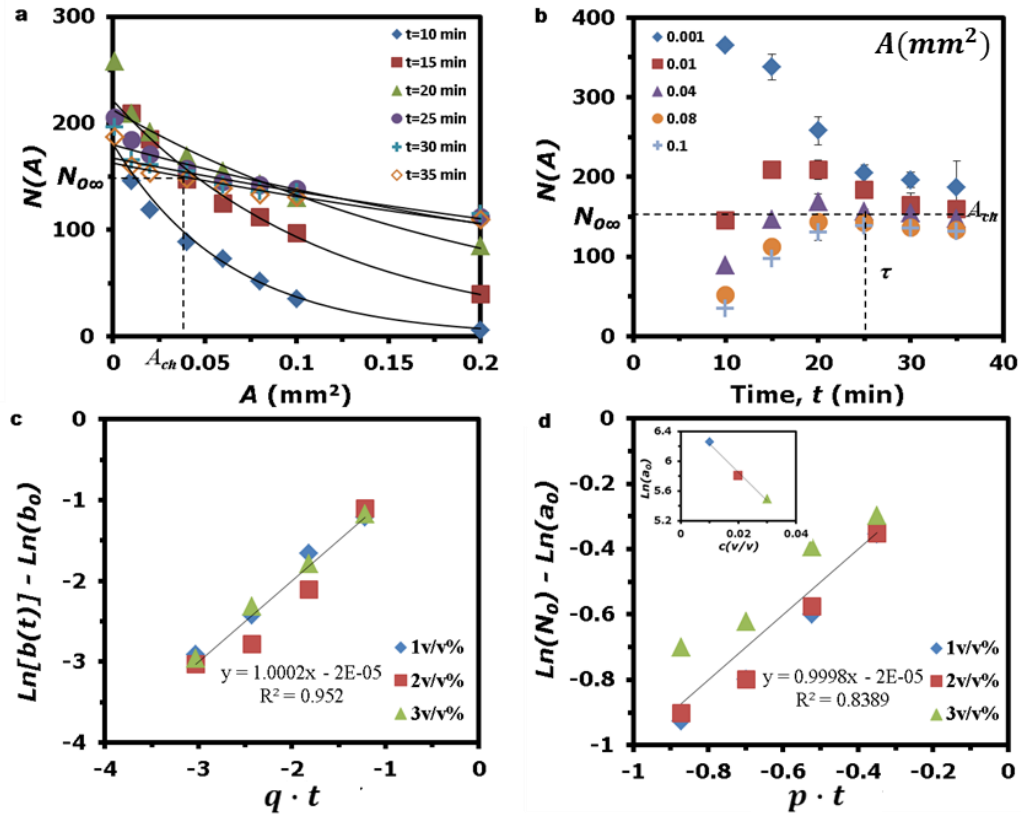 a
300
200
N₀∞
100
0
N(A)
t=10 min
t=15 min
t=20 min
t=25 min
t=30 min
t=35 min
0
A_ch
0.05
0.1
0.15
0.2
A (mm²)
b
400
300
200
N₀∞
100
0
N(A)
A(mm²)
0.001
0.01
0.04
0.08
0.1
A_ch
τ
0
10
20
30
40
Time, t (min)
c
0
-1
-2
-3
-4
Ln[b(t)] - Ln(b₀)
1v/v%
2v/v%
3v/v%
y = 1.0002x - 2E-05
R² = 0.952
-4
-3
-2
-1
0
q · t
d
-0
-0.2
-0.4
-0.6
-0.8
-1
Ln(N₀) - Ln(a₀)
6.4
6
5.6
5.2
Ln(a₀)
0
0.02
0.04
c(v/v)
1v/v%
2v/v%
3v/v%
y = 0.9998x - 2E-05
R² = 0.8389
-1
-0.8
-0.6
-0.4
-0.2
0
p · t